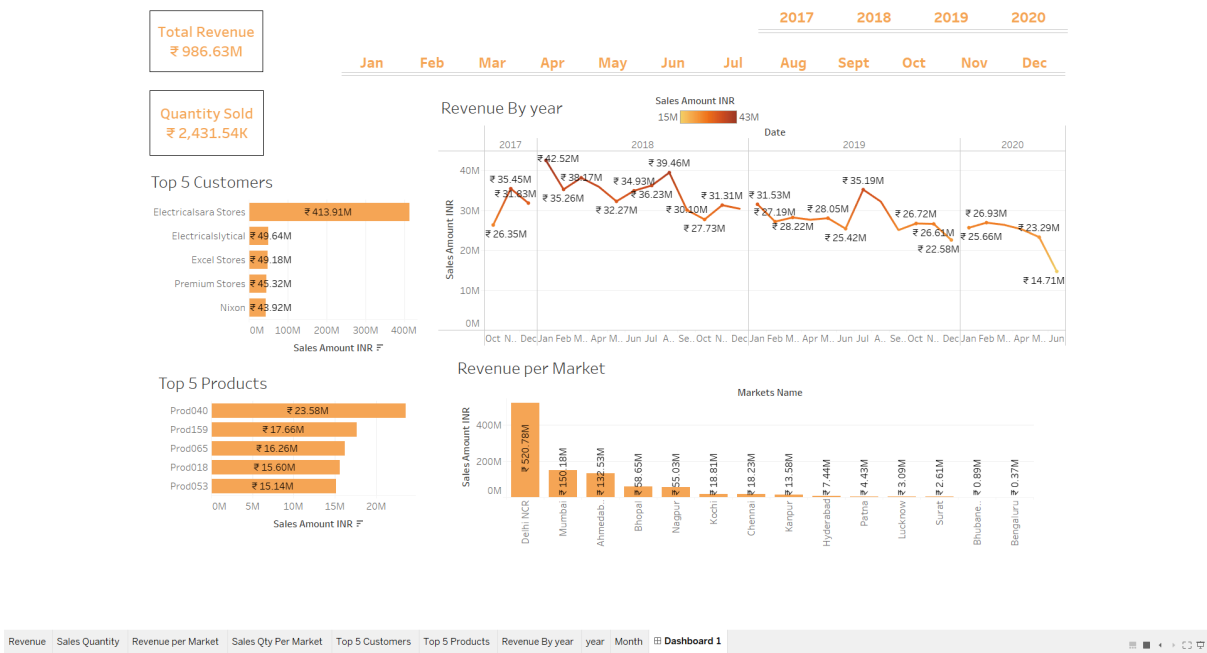 Total Revenue
₹ 986.63M
2017 2018 2019 2020
Jan Feb Mar Apr May Jun Jul Aug Sept Oct Nov Dec
Quantity Sold
₹ 2,431.54K
Revenue By year
Sales Amount INR
15M 43M
Date
2017 2018 2019 2020
Sales Amount INR
40M
30M
20M
10M
0M
₹ 26.35M
₹ 35.45M
₹ 31.83M
₹ 42.52M
₹ 35.26M
₹ 38.17M
₹ 32.27M
₹ 34.93M
₹ 36.23M
₹ 39.46M
₹ 30.10M
₹ 27.73M
₹ 31.31M
₹ 31.53M
₹ 27.19M
₹ 28.22M
₹ 28.05M
₹ 25.42M
₹ 35.19M
₹ 26.72M
₹ 26.61M
₹ 22.58M
₹ 25.66M
₹ 26.93M
₹ 23.29M
₹ 14.71M
Oct N.. Dec Jan Feb M.. Apr M.. Jun Jul A.. Se.. Oct N.. Dec Jan Feb M.. Apr M.. Jun Jul A.. Se.. Oct N.. Dec Jan Feb M.. Apr M.. Jun
Top 5 Customers
Electricalsara Stores ₹ 413.91M
Electricalslytical ₹ 49.64M
Excel Stores ₹ 49.18M
Premium Stores ₹ 45.32M
Nixon ₹ 43.92M
0M 100M 200M 300M 400M
Sales Amount INR
Top 5 Products
Prod040 ₹ 23.58M
Prod159 ₹ 17.66M
Prod065 ₹ 16.26M
Prod018 ₹ 15.60M
Prod053 ₹ 15.14M
0M 5M 10M 15M 20M
Sales Amount INR
Revenue per Market
Markets Name
Sales Amount INR
400M
200M
0M
₹ 520.78M
₹ 150.18M
₹ 132.53M
₹ 58.65M
₹ 55.03M
₹ 18.81M
₹ 18.23M
₹ 13.58M
₹ 7.44M
₹ 4.43M
₹ 3.09M
₹ 2.61M
₹ 0.89M
₹ 0.37M
Delhi NCR
Mumbai
Ahmedab..
Bhopal
Nagpur
Kochi
Chennai
Kanpur
Hyderabad
Patna
Lucknow
Surat
Bhubane..
Bengaluru
Revenue Sales Quantity Revenue per Market Sales Qty Per Market Top 5 Customers Top 5 Products Revenue By year year Month Dashboard 1